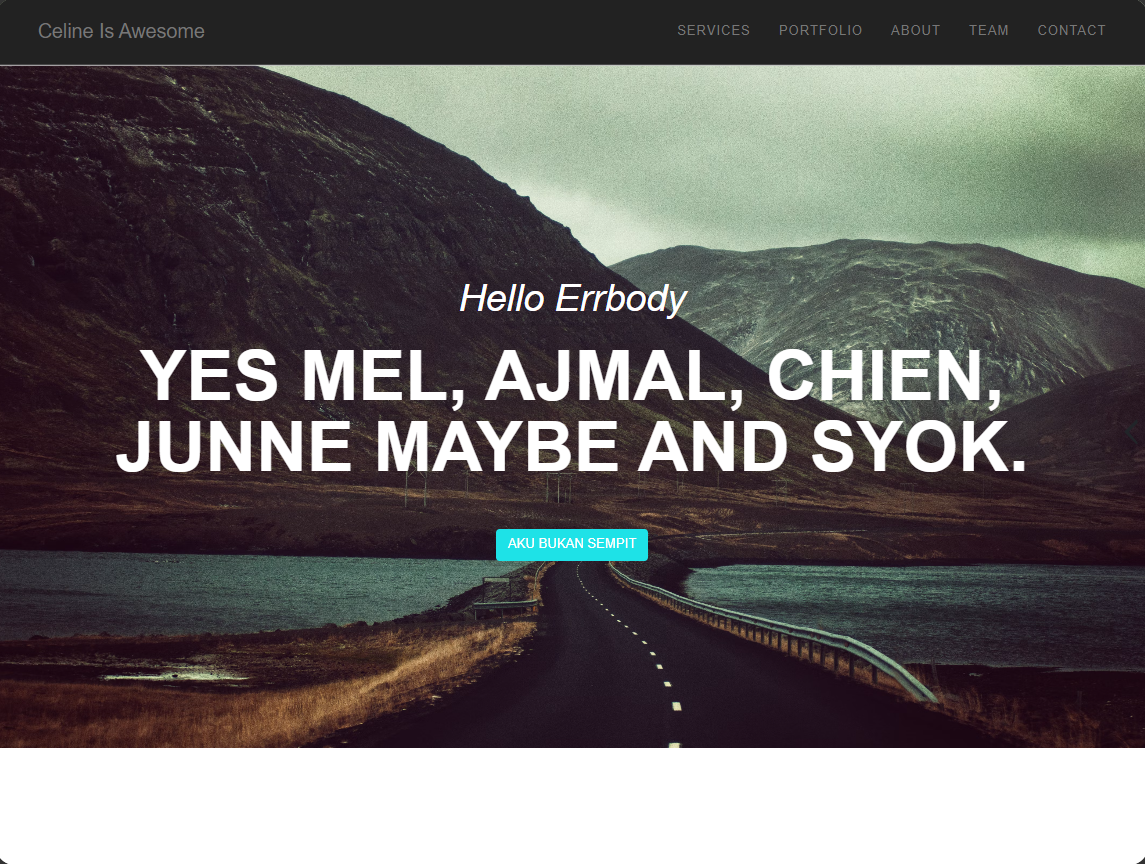 Celine Is Awesome
SERVICES PORTFOLIO ABOUT TEAM CONTACT
Hello Errbody
YES MEL, AJMAL, CHIEN,
JUNNE MAYBE AND SYOK.
AKU BUKAN SEMPIT